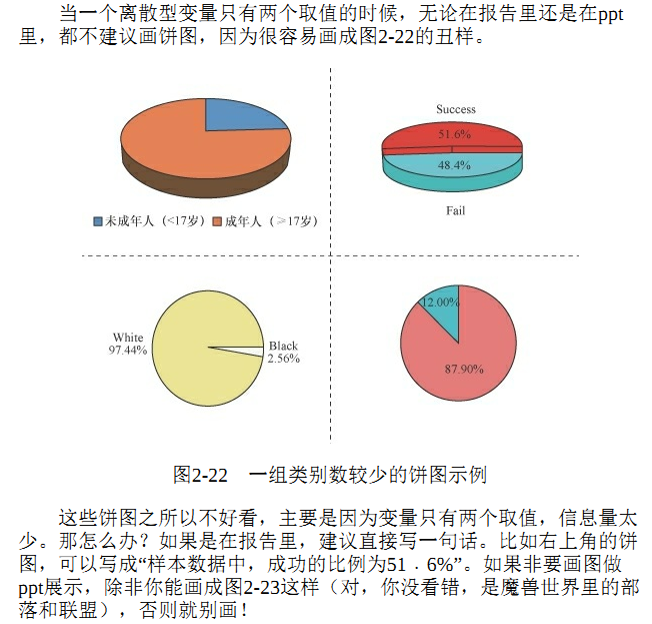 当一个离散型变量只有两个取值的时候，无论在报告里还是在ppt
里，都不建议画饼图，因为很容易画成图2-22的丑样。
未成年人（<17岁） 成年人（≥17岁）
Success
51.6%
48.4%
Fail
White
97.44%
Black
2.56%
12.00%
87.90%
图2-22 一组类别数较少的饼图示例
这些饼图之所以不好看，主要是因为变量只有两个取值，信息量太
少。那怎么办？如果是在报告里，建议直接写一句话。比如右上角的饼
图，可以写成“样本数据中，成功的比例为51﹒6%”。如果非要画图做
ppt展示，除非你能画成图2-23这样（对，你没看错，是魔兽世界里的部
落和联盟），否则就别画！